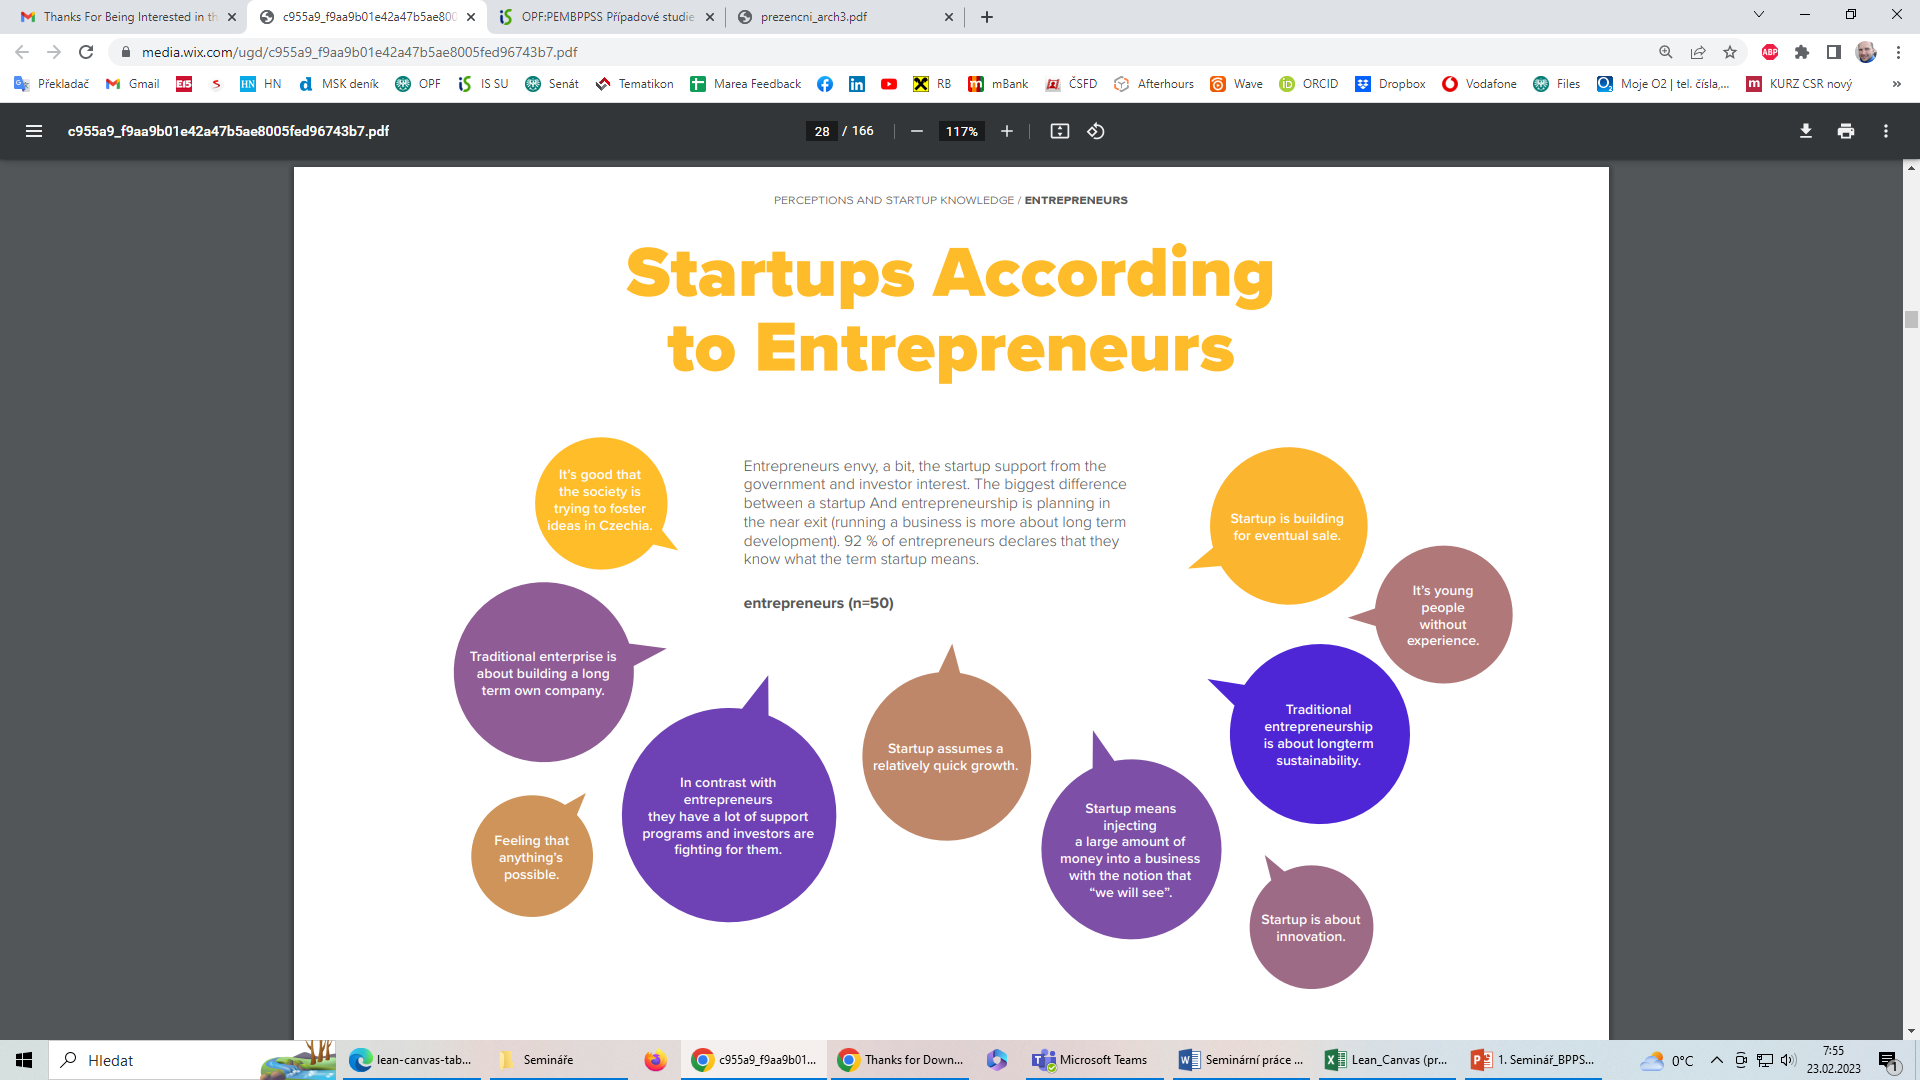 Thanks For Being Interested in th
c955a9_f9aa9b01e42a47b5ae800
OPF:PEMBPPSS Případové studie
prezencni_arch3.pdf
media.wix.com/ugd/c955a9_f9aa9b01e42a47b5ae8005fed96743b7.pdf
ABP
Překladač
Gmail
HN
MSK deník
OPF
IS SU
Senát
Tematikon
Marea Feedback
RB
mBank
ČSFD
Afterhours
Wave
ORCID
Dropbox
Vodafone
Files
Moje O2 | tel. čísla,...
KURZ CSR nový
c955a9_f9aa9b01e42a47b5ae8005fed96743b7.pdf
28 / 166
117%
PERCEPTIONS AND STARTUP KNOWLEDGE / ENTREPRENEURS
Startups According
to Entrepreneurs
It's good that
the society is
trying to foster
ideas in Czechia.
Entrepreneurs envy, a bit, the startup support from the
government and investor interest. The biggest difference
between a startup And entrepreneurship is planning in
the near exit (running a business is more about long term
development). 92 % of entrepreneurs declares that they
know what the term startup means.
entrepreneurs (n=50)
Startup is building
for eventual sale.
It's young
people
without
experience.
Traditional enterprise is
about building a long
term own company.
Traditional
entrepreneurship
is about longterm
sustainability.
In contrast with
entrepreneurs
they have a lot of support
programs and investors are
fighting for them.
Startup assumes a
relatively quick growth.
Startup means
injecting
a large amount of
money into a business
with the notion that
“we will see”.
Feeling that
anything's
possible.
Startup is about
innovation.
Hledat
lean-canvas-tab...
Semináře
c955a9_f9aa9b01...
Thanks for Down...
Microsoft Teams
Seminární práce ...
Lean_Canvas (pr...
1. Seminář_BPPS...
0°C
7:55
23.02.2023
1